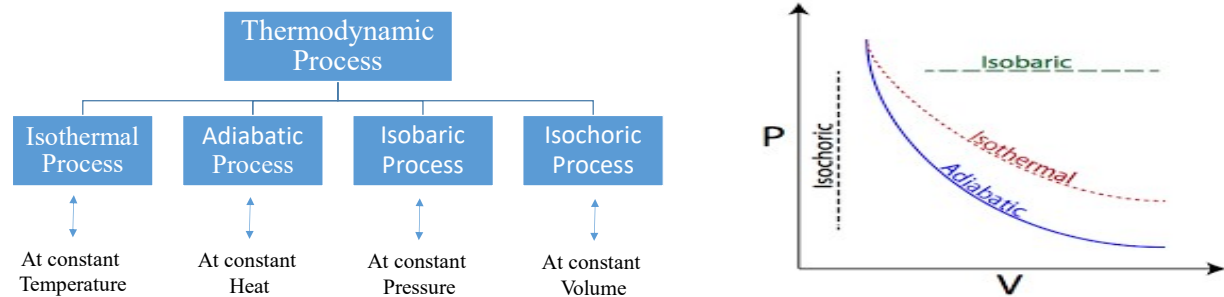 Thermodynamic
Process
Isothermal
Process
Adiabatic
Process
Isobaric
Process
Isochoric
Process
At constant
Temperature
At constant
Heat
At constant
Pressure
At constant
Volume
P
Isochoric
Isobaric
Isothermal
Adiabatic
V